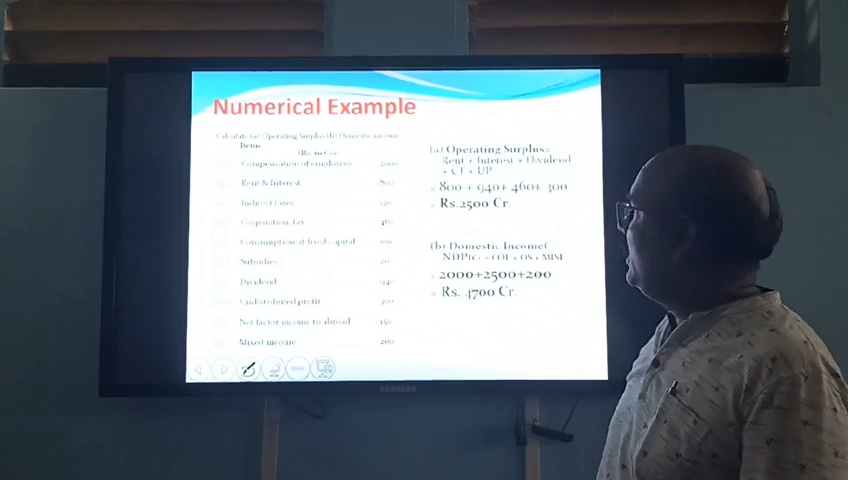 Numerical Example
Calculate (a) Operating Surplus (b) Domestic income
Items
(Rs. in Crs)
Compensation of employees 2000
Rent & Interest 800
Indirect taxes 120
Corporation tax 460
Consumption of fixed capital 100
Subsidies 20
Dividend 940
Undistributed profit 300
Net factor income to abroad 150
Mixed income 200
(a) Operating Surplus=
Rent + Interest + Dividend
+ CT + UP
= 800 + 940+ 460+ 300
= Rs.2500 Cr.
(b) Domestic Income(
= COE + OS + MISE
= 2000+2500+200
= Rs. 4700 Cr.
SAMSUNG